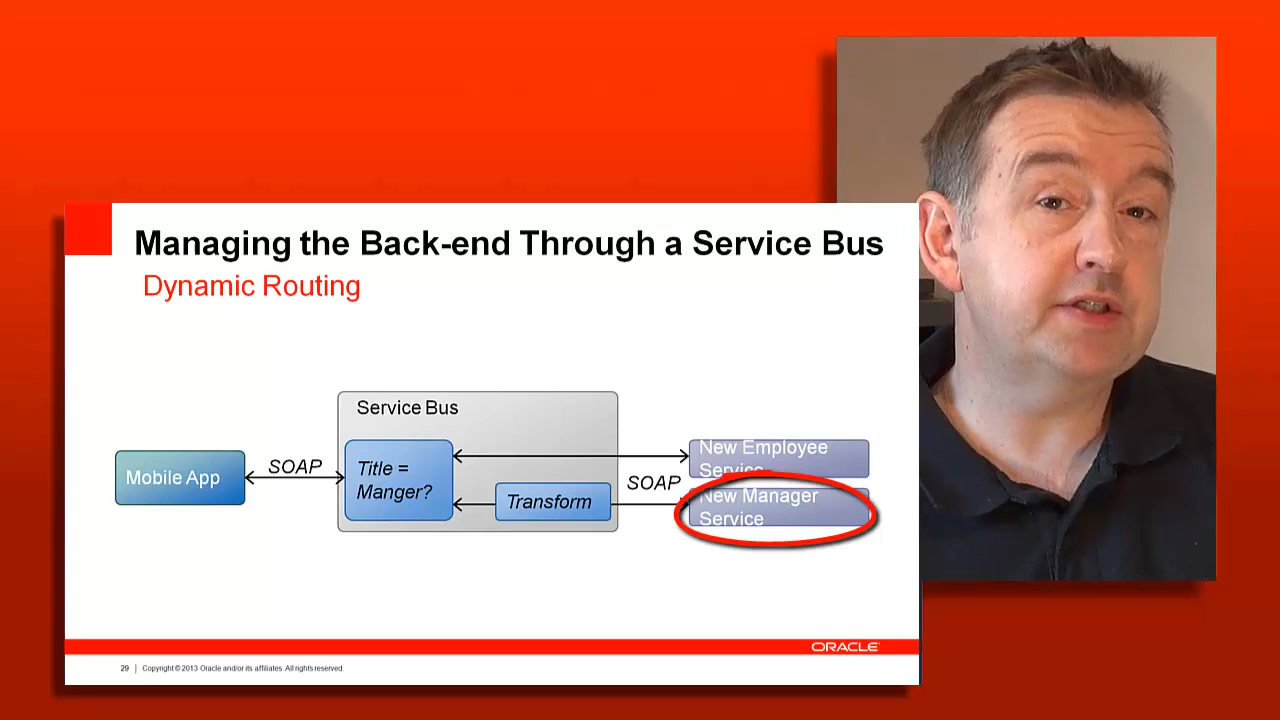 Managing the Back-end Through a Service Bus
Dynamic Routing
Service Bus
Mobile App
SOAP
Title =
Manger?
Transform
SOAP
New Employee
Service
New Manager
Service
ORACLE
29 | Copyright © 2013 Oracle and/or its affiliates. All rights reserved.